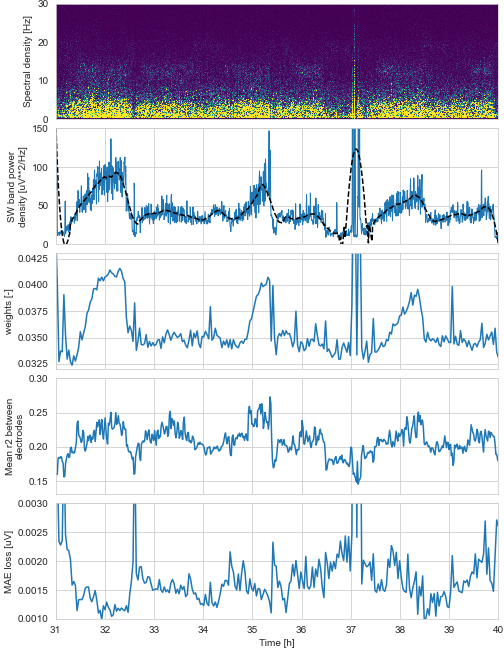 30
20
10
0
Spectral density [Hz]
150
100
50
0
SW band power
density [uV**2/Hz]
0.0425
0.0400
0.0375
0.0350
0.0325
weights [-]
0.30
0.25
0.20
0.15
Mean r2 between
electrodes
0.0030
0.0025
0.0020
0.0015
0.0010
MAE loss [uV]
31 32 33 34 35 36 37 38 39 40
Time [h]